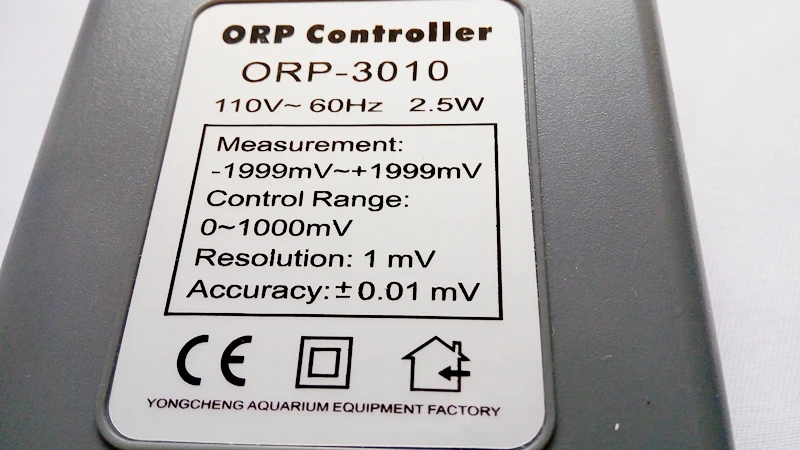 ORP Controller
ORP-3010
110V~ 60Hz 2.5W
Measurement:
-1999mV~+1999mV
Control Range:
0~1000mV
Resolution: 1 mV
Accuracy: ± 0.01 mV
CE
YONGCHENG AQUARIUM EQUIPMENT FACTORY